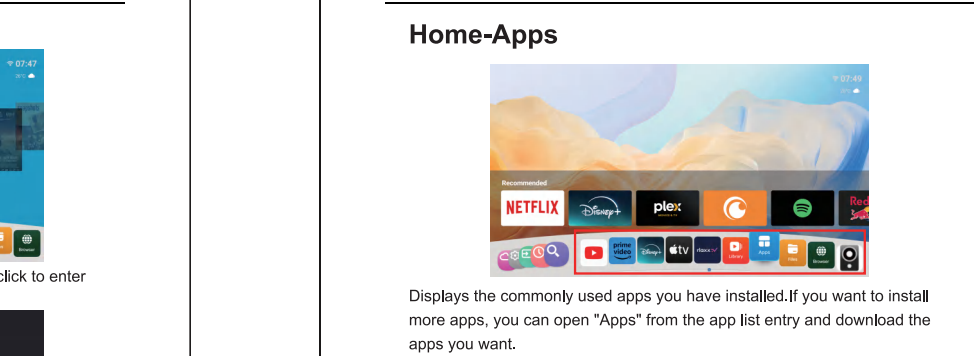 07:47
Browser
click to enter
Home-Apps
07:49
Recommended
NETFLIX
Disney+
plex
Red
prime video
Disney+
tv
Library
Apps
Files
Browser
Displays the commonly used apps you have installed.If you want to install
more apps, you can open "Apps" from the app list entry and download the
apps you want.